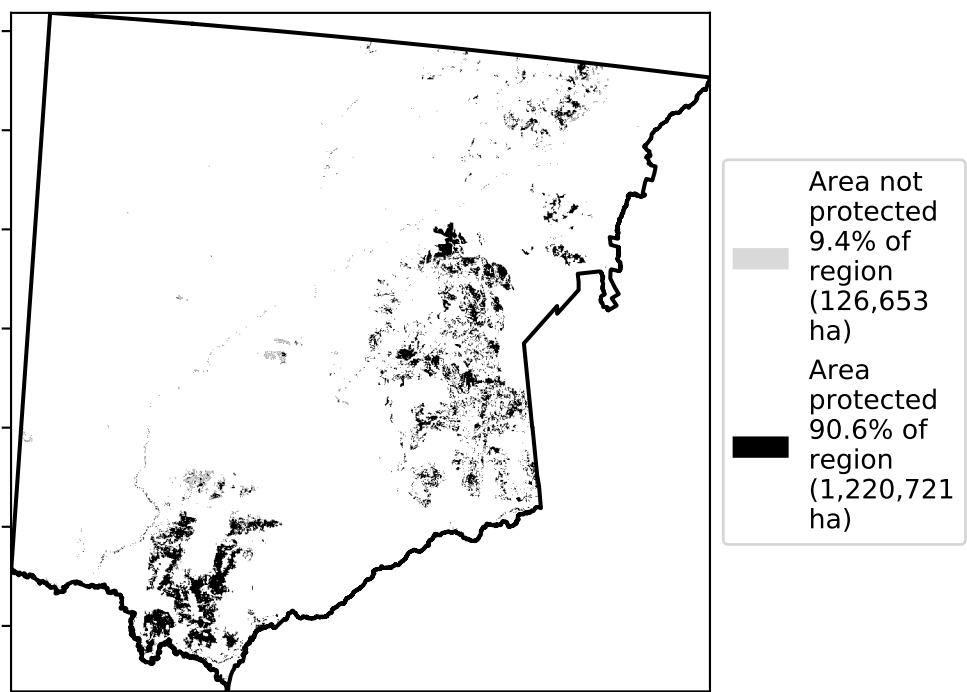 Area not
protected
9.4% of
region
(126,653
ha)
Area
protected
90.6% of
region
(1,220,721
ha)